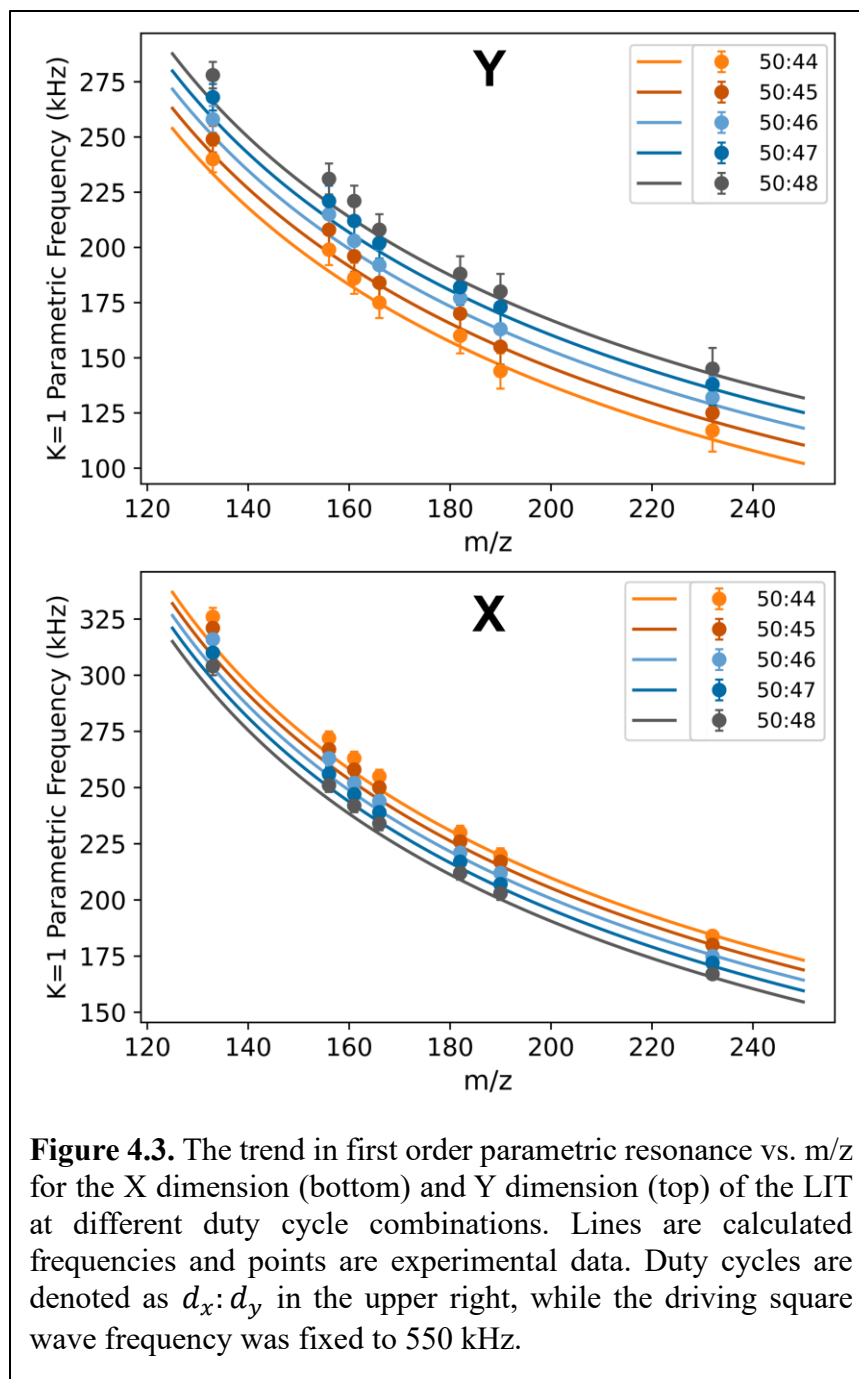 Y
50:44
50:45
50:46
50:47
50:48
K=1 Parametric Frequency (kHz)
275
250
225
200
175
150
125
100
120 140 160 180 200 220 240
m/z
X
50:44
50:45
50:46
50:47
50:48
K=1 Parametric Frequency (kHz)
325
300
275
250
225
200
175
150
120 140 160 180 200 220 240
m/z
Figure 4.3. The trend in first order parametric resonance vs. m/z
for the X dimension (bottom) and Y dimension (top) of the LIT
at different duty cycle combinations. Lines are calculated
frequencies and points are experimental data. Duty cycles are
denoted as d_x: d_y in the upper right, while the driving square
wave frequency was fixed to 550 kHz.